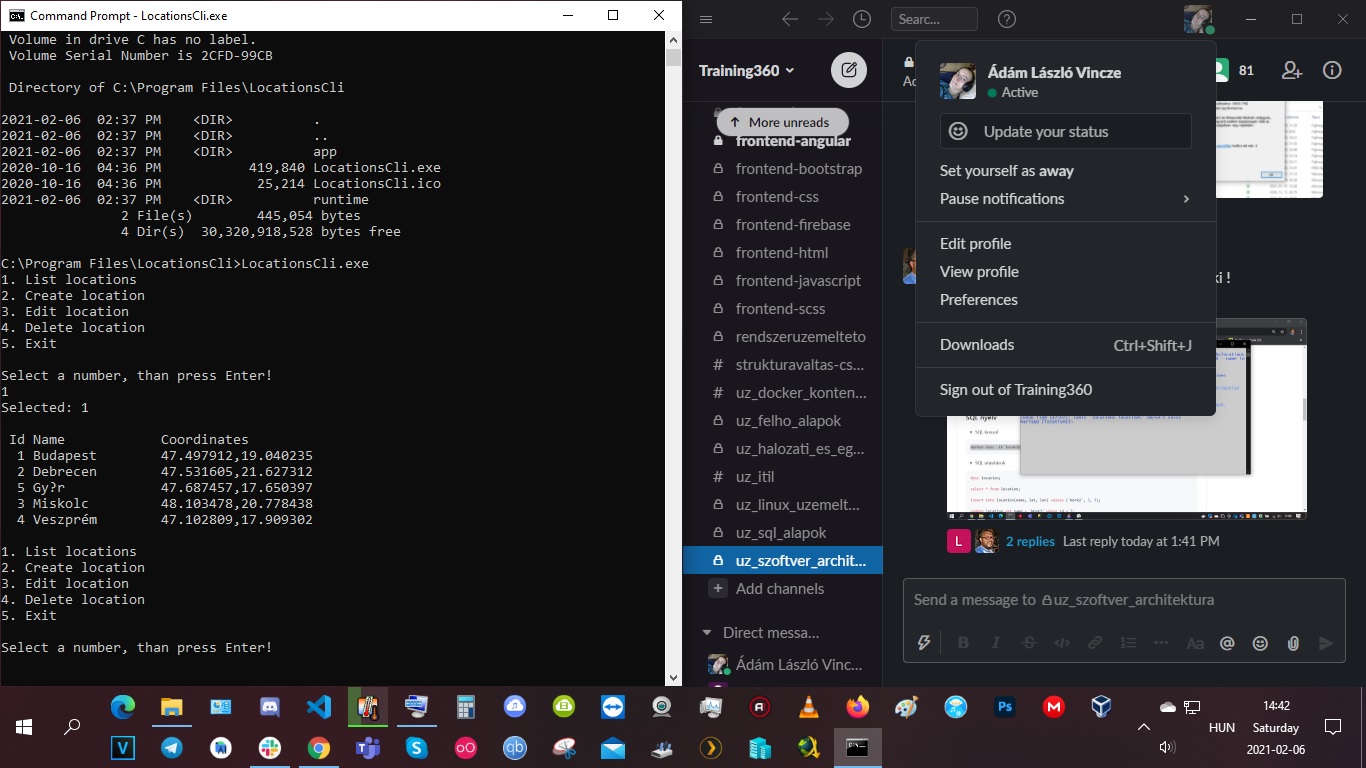 Command Prompt - LocationsCli.exe
 Volume in drive C has no label.
 Volume Serial Number is 2CFD-99CB
 Directory of C:\Program Files\LocationsCli
2021-02-06  02:37 PM    <DIR>          .
2021-02-06  02:37 PM    <DIR>          ..
2021-02-06  02:37 PM    <DIR>          app
2020-10-16  04:36 PM           419,840 LocationsCli.exe
2020-10-16  04:36 PM            25,214 LocationsCli.ico
2021-02-06  02:37 PM    <DIR>          runtime
               2 File(s)        445,054 bytes
               4 Dir(s)  30,320,918,528 bytes free
C:\Program Files\LocationsCli>LocationsCli.exe
1. List locations
2. Create location
3. Edit location
4. Delete location
5. Exit
Select a number, than press Enter!
1
Selected: 1
 Id Name            Coordinates
  1 Budapest        47.497912,19.040235
  2 Debrecen        47.531605,21.627312
  5 Gy?r            47.687457,17.650397
  3 Miskolc         48.103478,20.778438
  4 Veszprém        47.102809,17.909302
1. List locations
2. Create location
3. Edit location
4. Delete location
5. Exit
Select a number, than press Enter!
Searc...
Training360
More unreads
frontend-angular
frontend-bootstrap
frontend-css
frontend-firebase
frontend-html
frontend-javascript
frontend-scss
rendszeruzemelteto
# strukturavaltas-cs...
# uz_docker_konten...
uz_felho_alapok
uz_halozati_es_eg...
# uz_itil
uz_linux_uzemelt...
uz_sql_alapok
uz_szoftver_archit...
Add channels
Direct messa...
Ádám László Vinc...
81
Ad
Ádám László Vincze
Active
Update your status
Set yourself as away
Pause notifications
Edit profile
View profile
Preferences
Downloads Ctrl+Shift+J
Sign out of Training360
ki !
SQL nyelv
select * from location;
L
2 replies Last reply today at 1:41 PM
Send a message to uz_szoftver_architektura
B I S Aa @
Ps
M
V
qb
14:42
HUN Saturday
2021-02-06